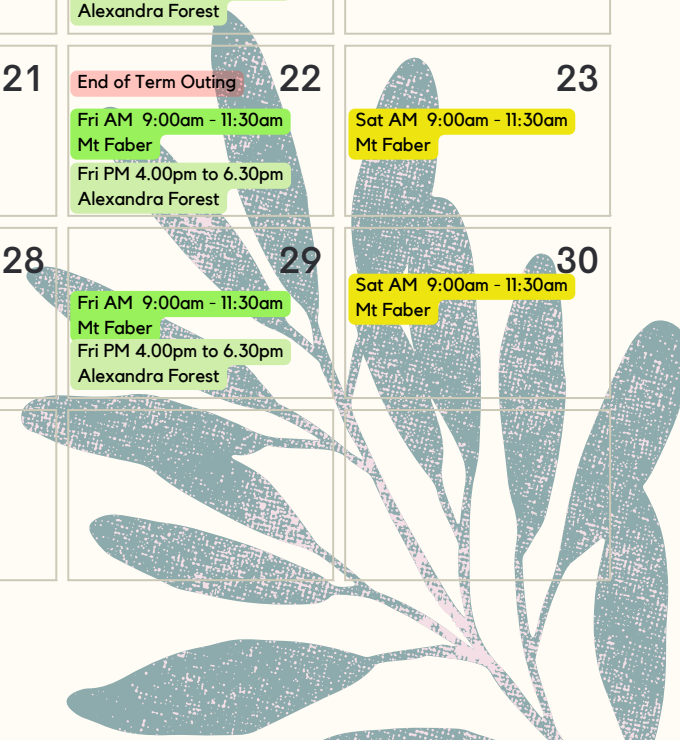 Alexandra Forest
21
End of Term Outing
22
Fri AM 9:00am - 11:30am
Mt Faber
Fri PM 4.00pm to 6.30pm
Alexandra Forest
23
Sat AM 9:00am - 11:30am
Mt Faber
28
29
Fri AM 9:00am - 11:30am
Mt Faber
Fri PM 4.00pm to 6.30pm
Alexandra Forest
30
Sat AM 9:00am - 11:30am
Mt Faber